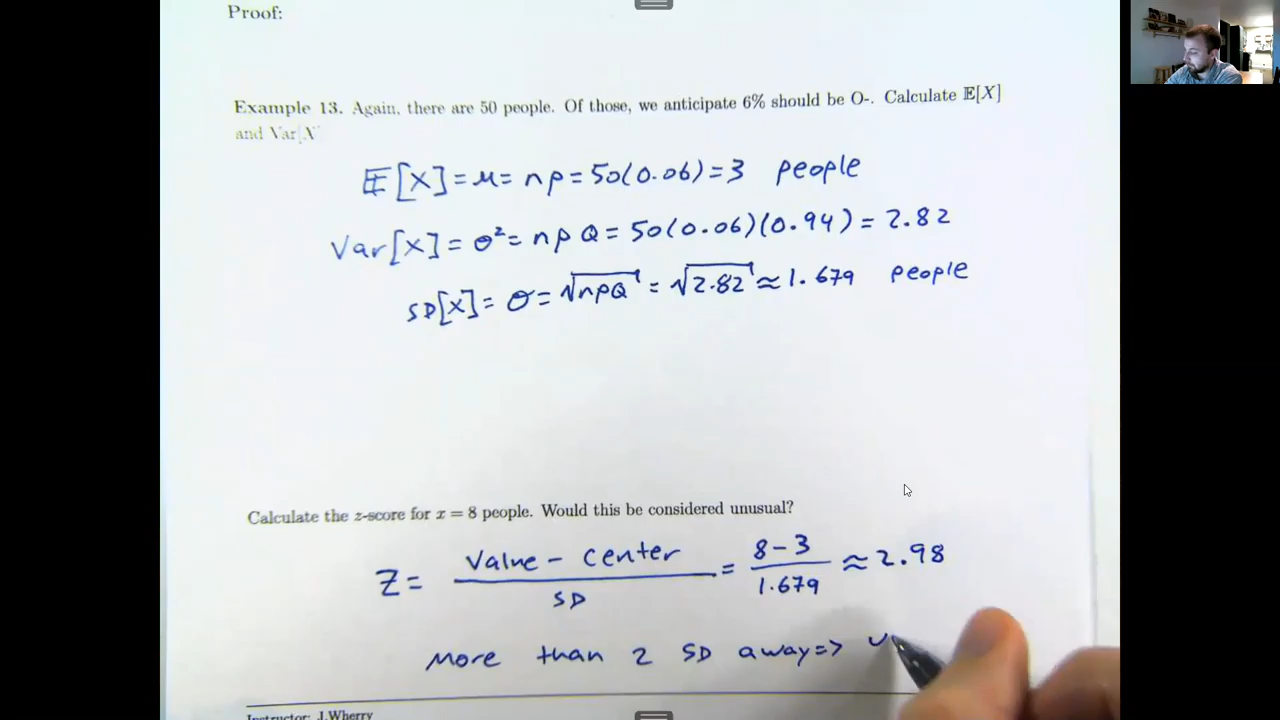 Proof:
Example 13. Again, there are 50 people. Of those, we anticipate 6% should be O-. Calculate 𝔼[X]
and Var[X
𝔼[X] = μ = np = 50(0.06) = 3 people
Var[X] = σ² = npQ = 50(0.06)(0.94) = 2.82
SD[X] = σ = √npQ = √2.82 ≈ 1.679 people
Calculate the z-score for x = 8 people. Would this be considered unusual?
Z = (Value - center)/SD = (8-3)/1.679 ≈ 2.98
More than 2 SD away => u
Instructor: J.Wherry